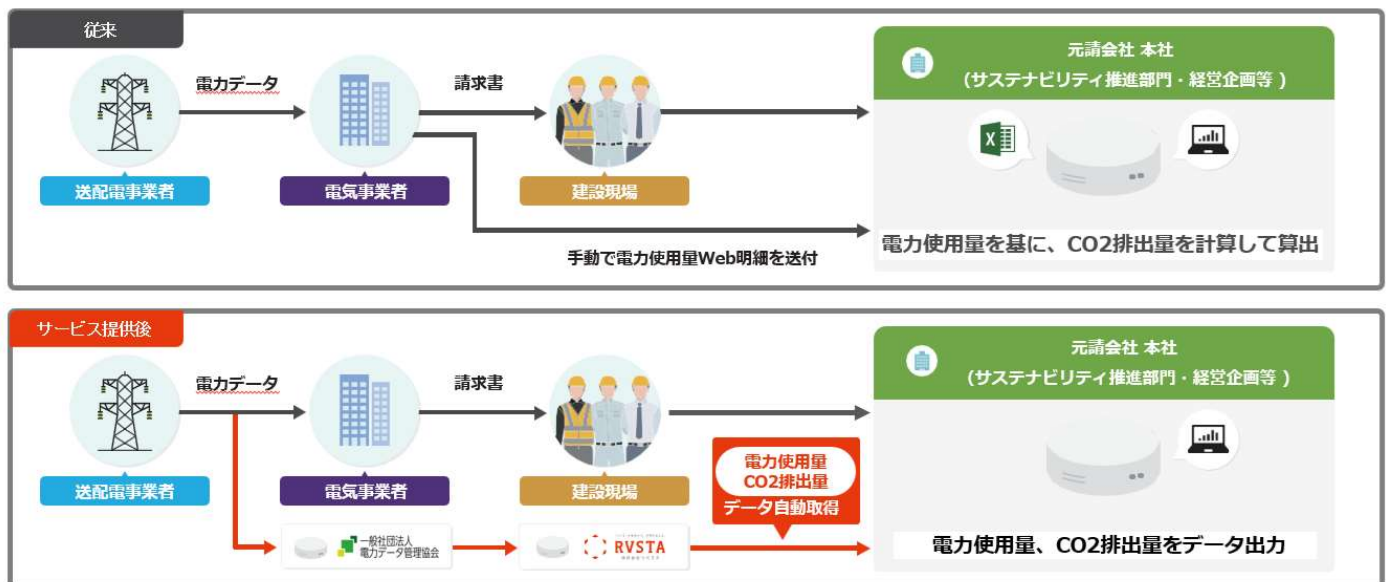 従来
電力データ
請求書
元請会社 本社
(サステナビリティ推進部門・経営企画等 )
X
送配電事業者
電気事業者
建設現場
手動で電力使用量Web明細を送付
電力使用量を基に、CO2排出量を計算して算出
サービス提供後
電力データ
請求書
元請会社 本社
(サステナビリティ推進部門・経営企画等 )
送配電事業者
電気事業者
建設現場
電力使用量
CO2排出量
データ自動取得
一般社団法人
電力データ管理協会
RVSTA
電力使用量、CO2排出量をデータ出力